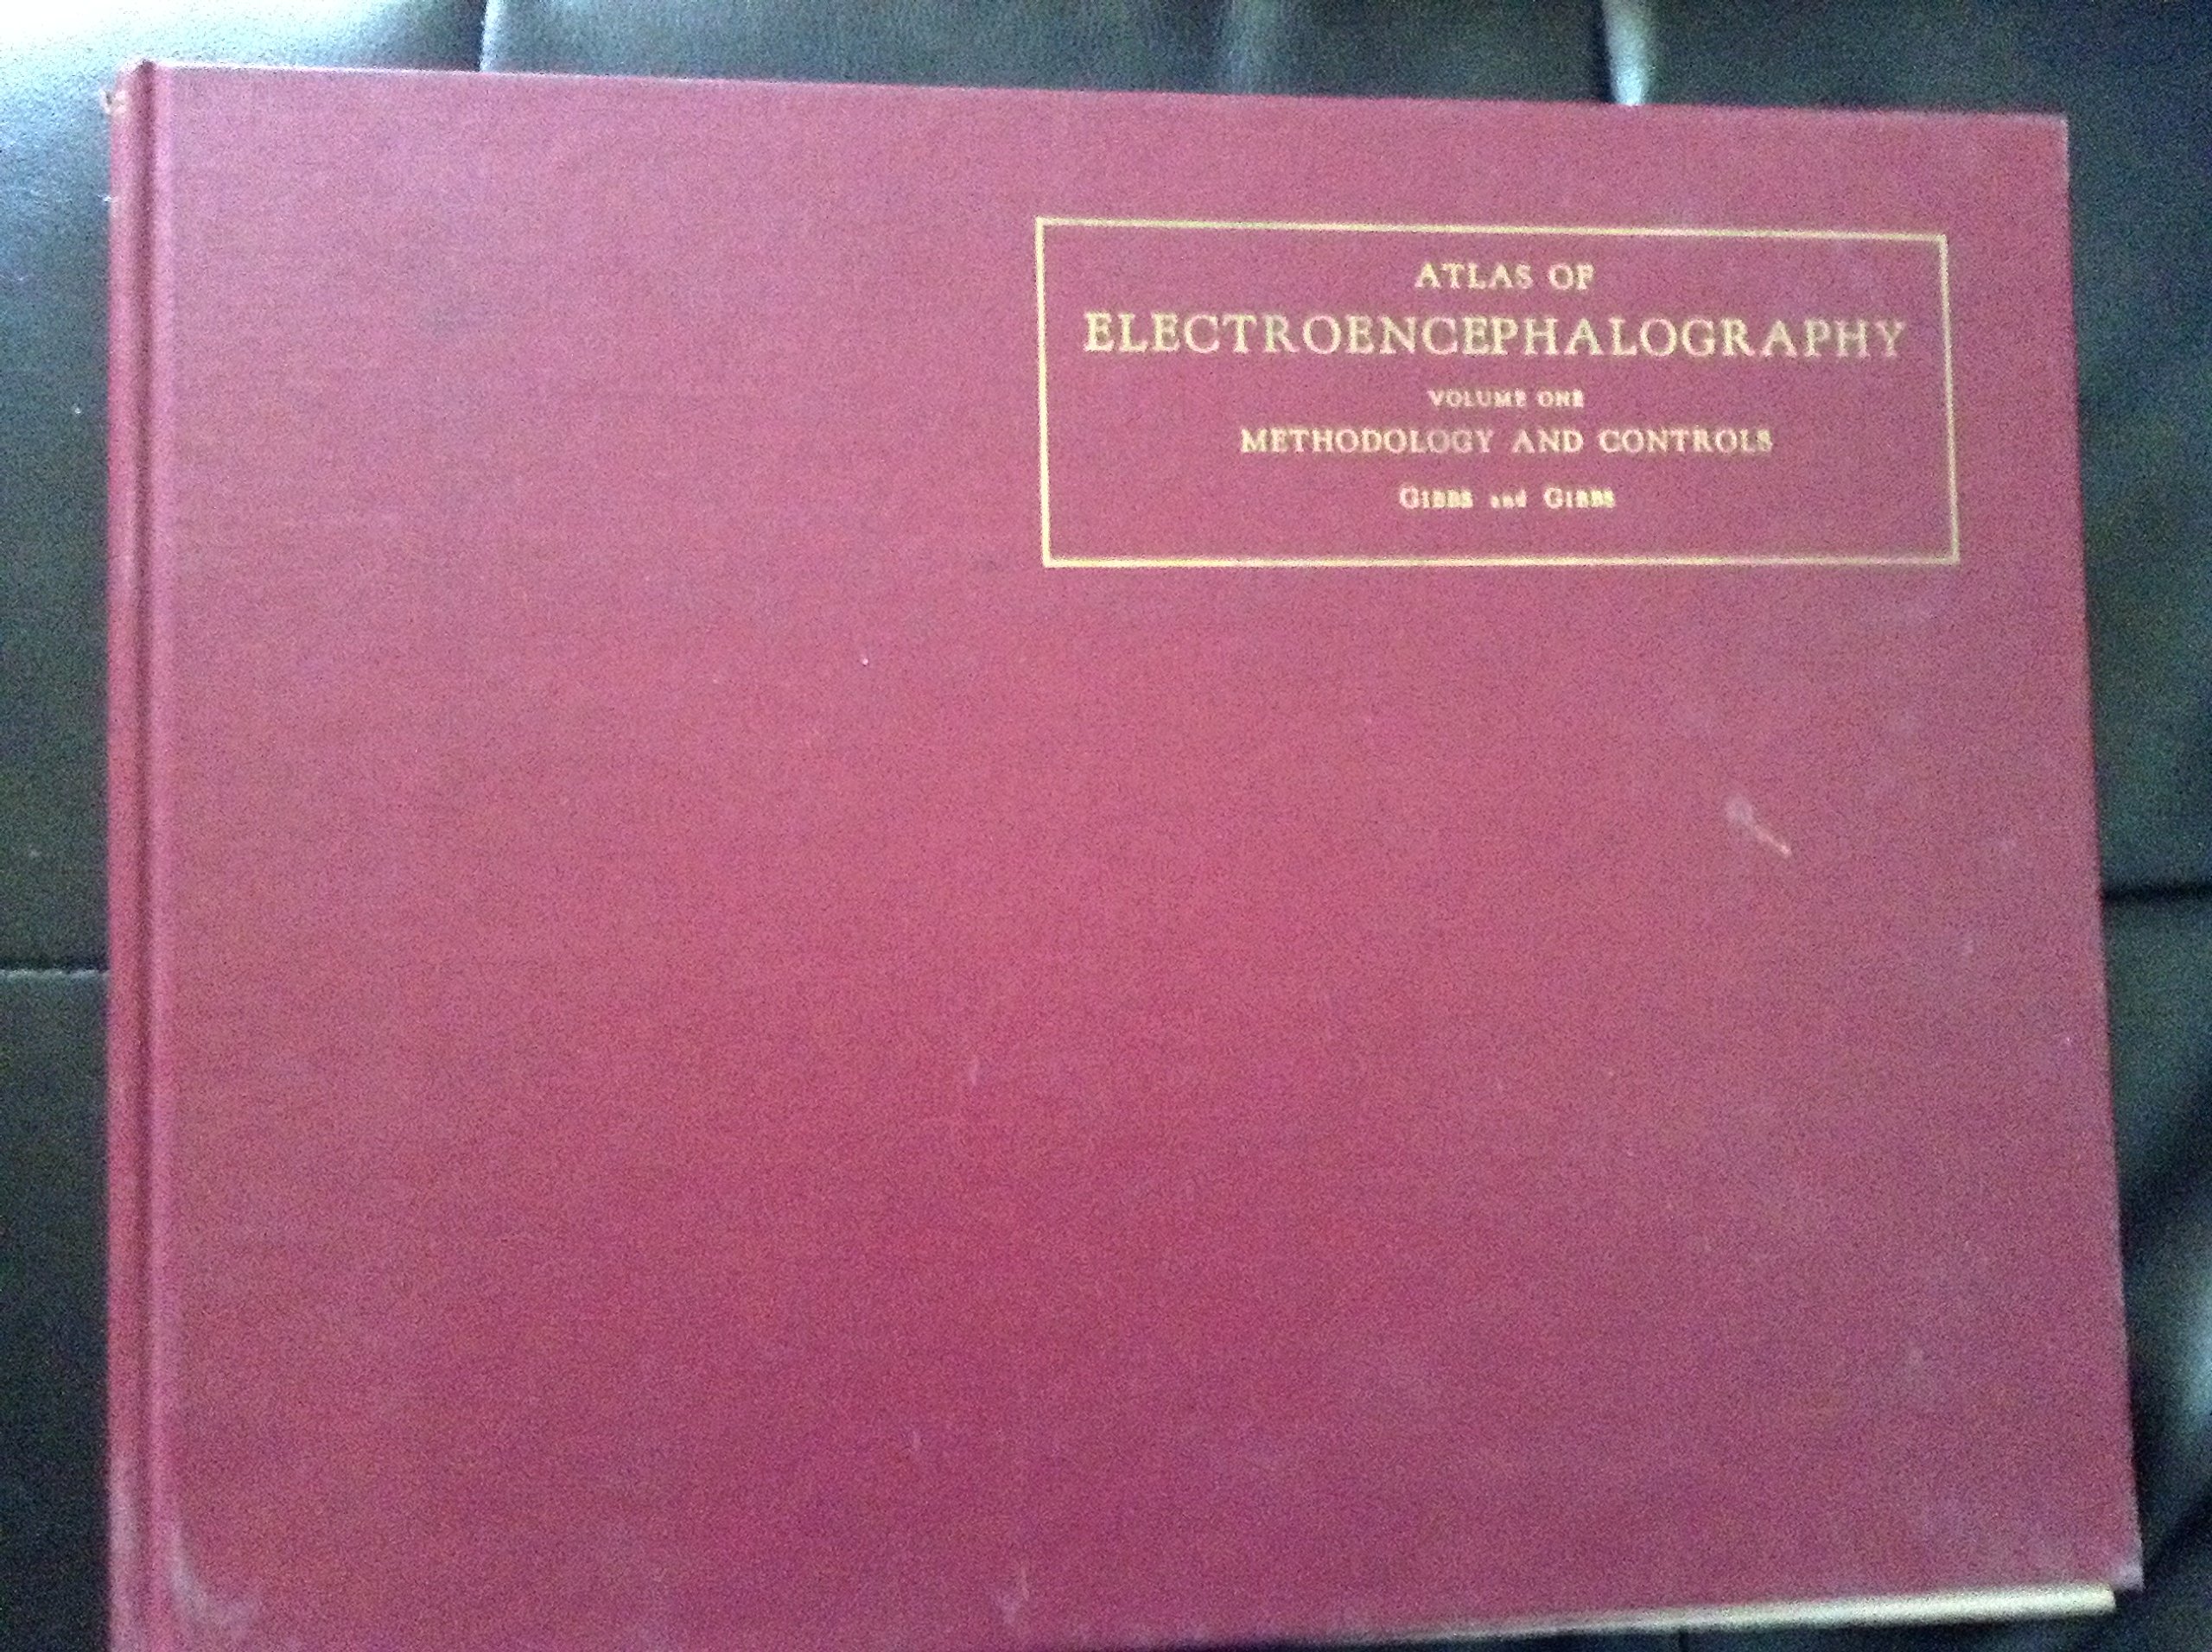 ATLAS OF
ELECTROENCEPHALOGRAPHY
VOLUME ONE
METHODOLOGY AND CONTROLS
GIBBS and GIBBS